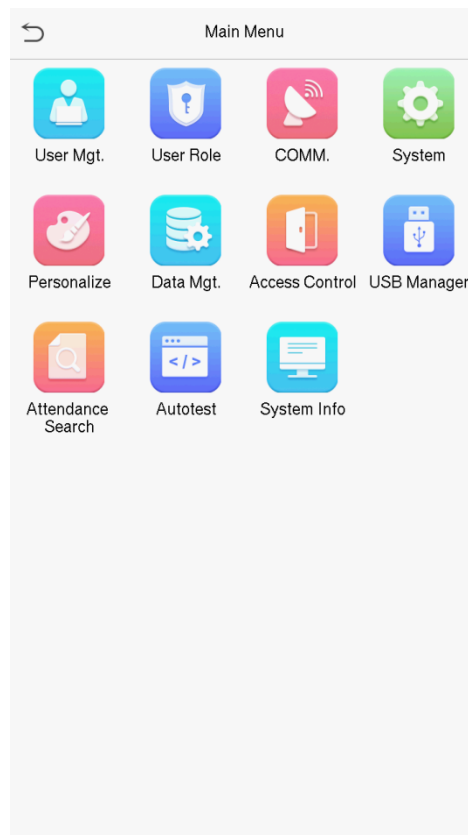 Main Menu
User Mgt. User Role COMM. System
Personalize Data Mgt. Access Control USB Manager
Attendance Search Autotest System Info